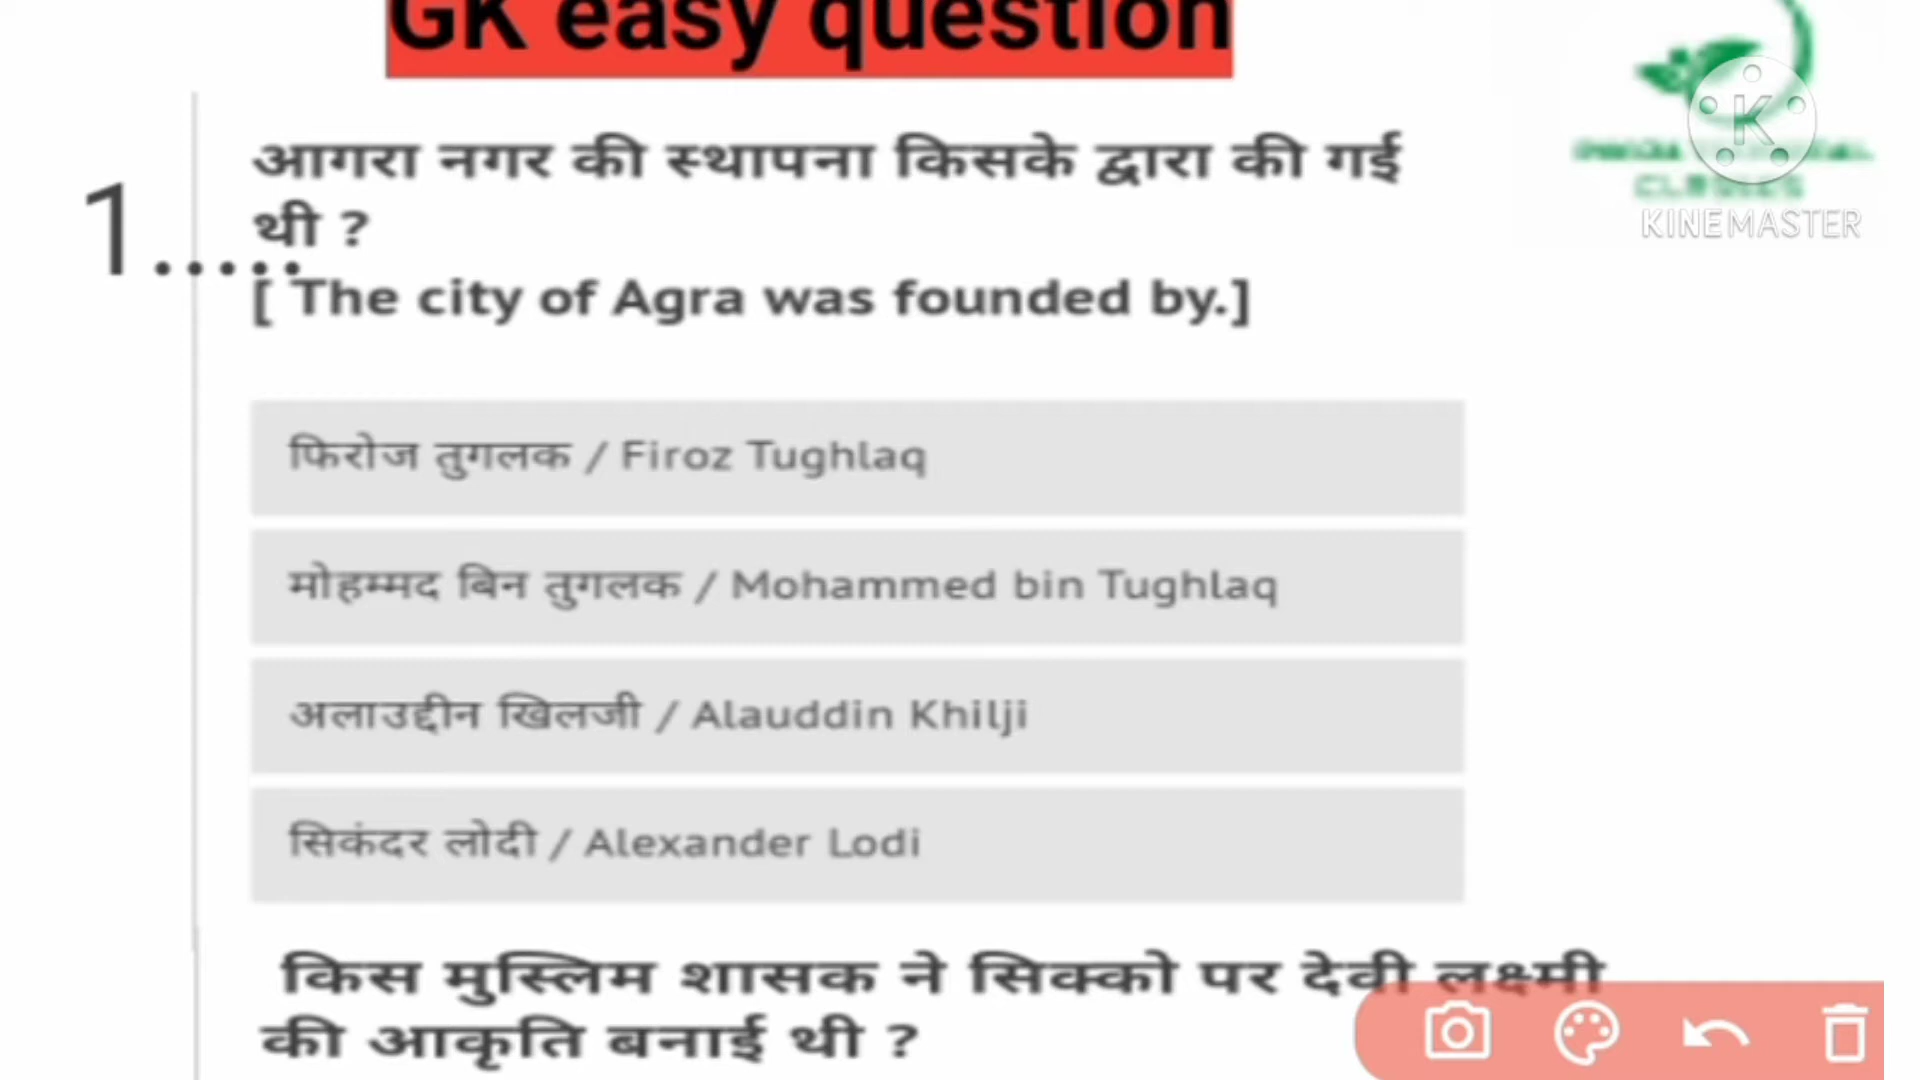 GK easy question
आगरा नगर की स्थापना किसके द्वारा की गई
थी ?
1.....
[ The city of Agra was founded by.]
फिरोज तुगलक / Firoz Tughlaq
मोहम्मद बिन तुगलक / Mohammed bin Tughlaq
अलाउद्दीन खिलजी / Alauddin Khilji
सिकंदर लोदी / Alexander Lodi
किस मुस्लिम शासक ने सिक्को पर देवी लक्ष्मी
की आकृति बनाई थी ?
K
CLASSES
KINEMASTER